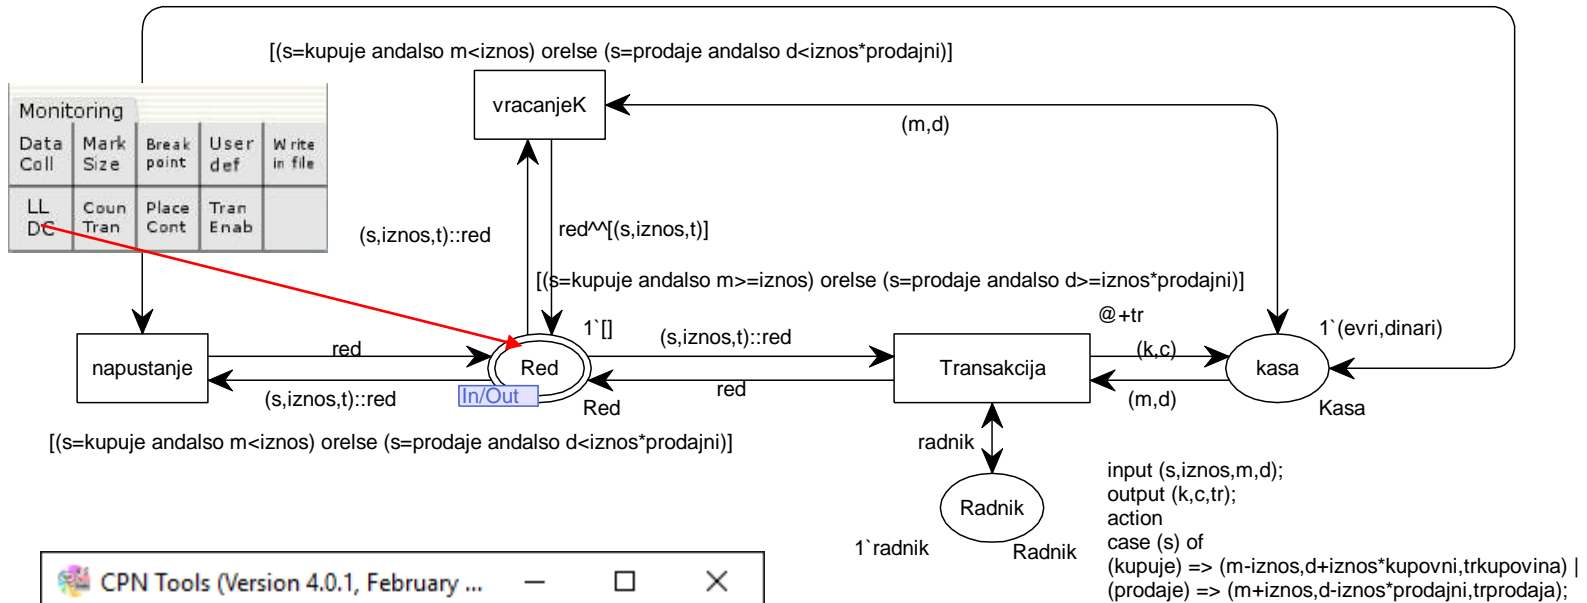 [(s=kupuje andalso m<iznos) orelse (s=prodaje andalso d<iznos*prodajni)]
vracanjeK
(m,d)
Monitoring
Data Coll
Mark Size
Break point
User def
Write in file
LL DC
Coun Tran
Place Cont
Tran Enab
(s,iznos,t)::red
red^^[(s,iznos,t)]
[(s=kupuje andalso m>=iznos) orelse (s=prodaje andalso d>=iznos*prodajni)]
napustanje
red
(s,iznos,t)::red
1`[]
Red
In/Out
Red
(s,iznos,t)::red
red
Transakcija
@+tr
(k,c)
(m,d)
1`(evri,dinari)
kasa
Kasa
[(s=kupuje andalso m<iznos) orelse (s=prodaje andalso d<iznos*prodajni)]
radnik
Radnik
1`radnik
Radnik
input (s,iznos,m,d);
output (k,c,tr);
action
case (s) of
(kupuje) => (m-iznos,d+iznos*kupovni,trkupovina) |
(prodaje) => (m+iznos,d-iznos*prodajni,trprodaja);
CPN Tools (Version 4.0.1, February ...